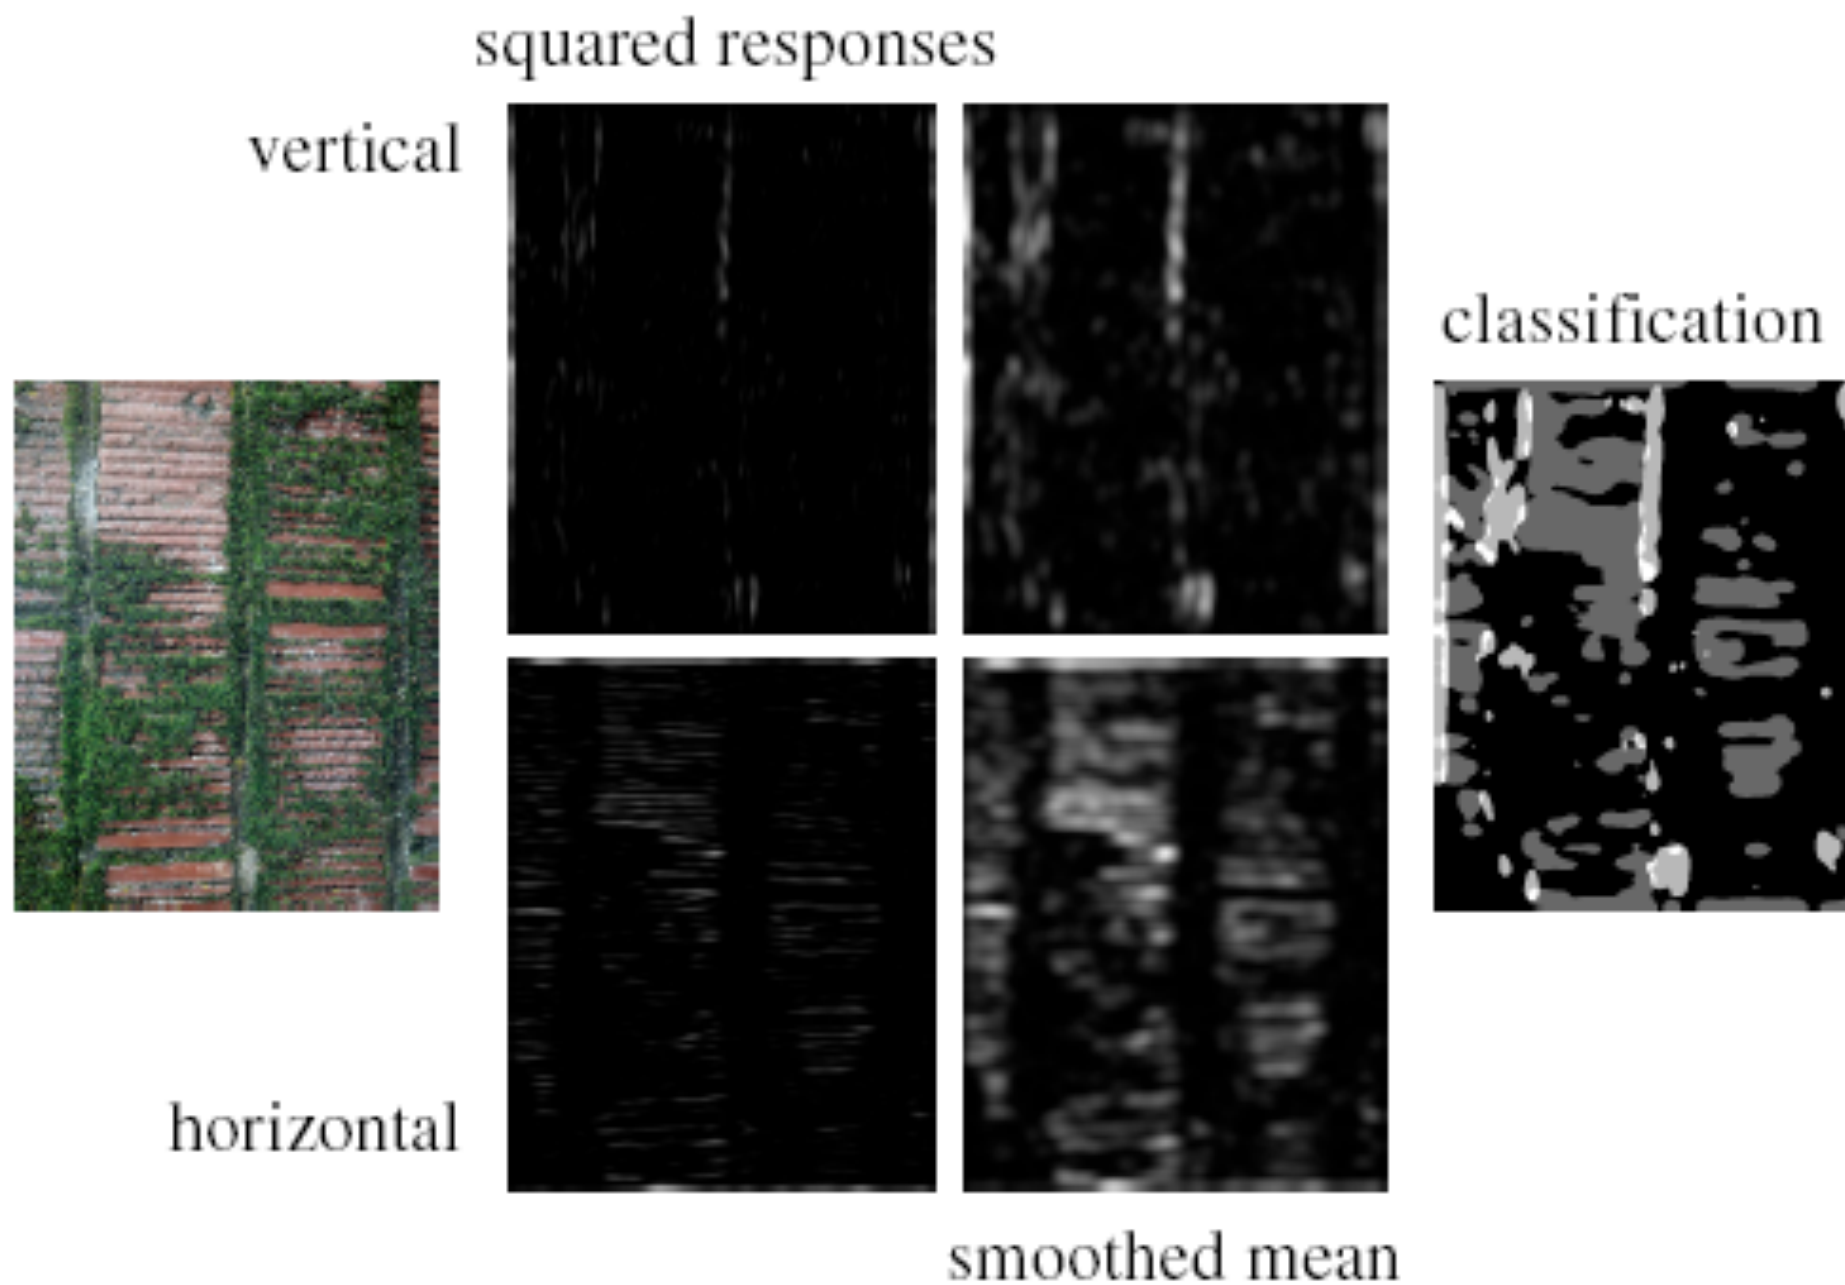 squared responses
vertical
classification
horizontal
smoothed mean